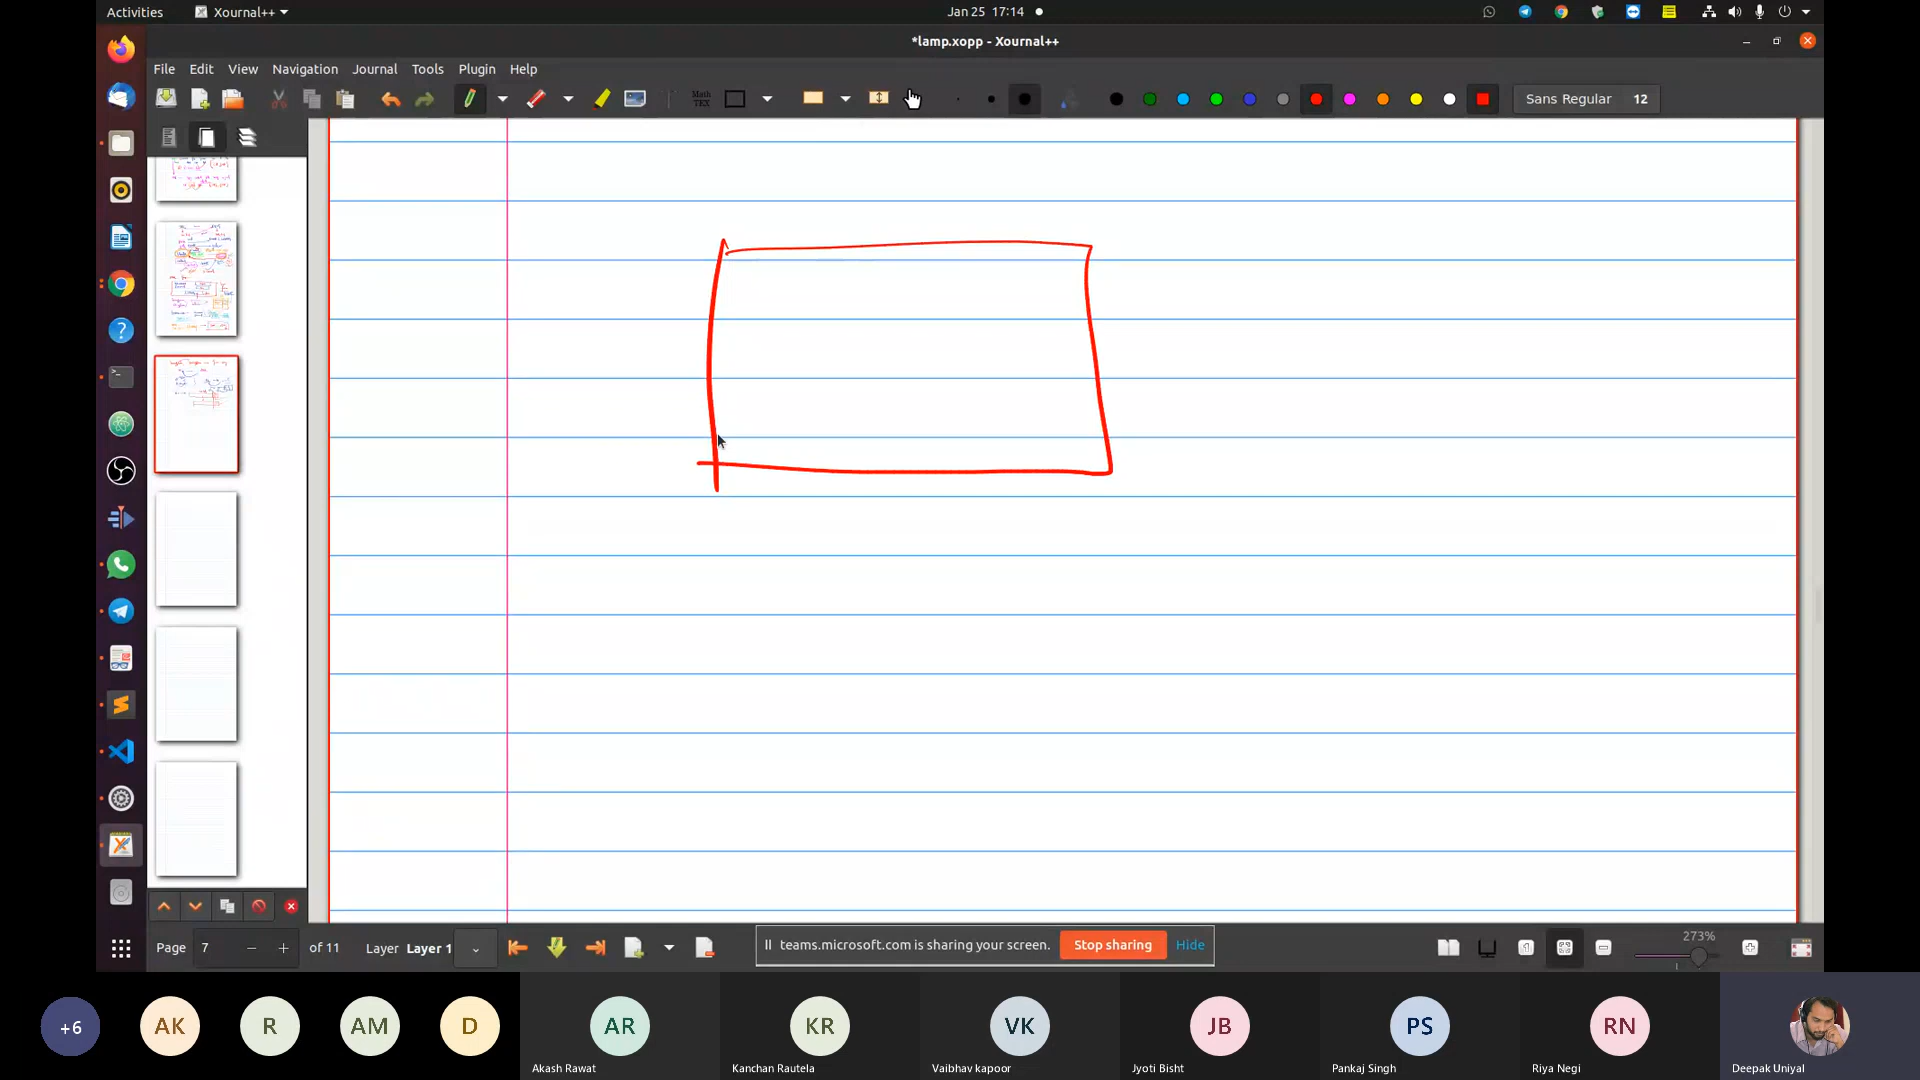 Activities
Xournal++
Jan 25 17:14
*lamp.xopp - Xournal++
File Edit View Navigation Journal Tools Plugin Help
Math
TEX
Sans Regular 12
Page 7 of 11 Layer Layer 1
teams.microsoft.com is sharing your screen. Stop sharing Hide
273%
+6
AK
R
AM
D
AR
KR
VK
JB
PS
RN
Akash Rawat
Kanchan Rautela
Vaibhav kapoor
Jyoti Bisht
Pankaj Singh
Riya Negi
Deepak Uniyal